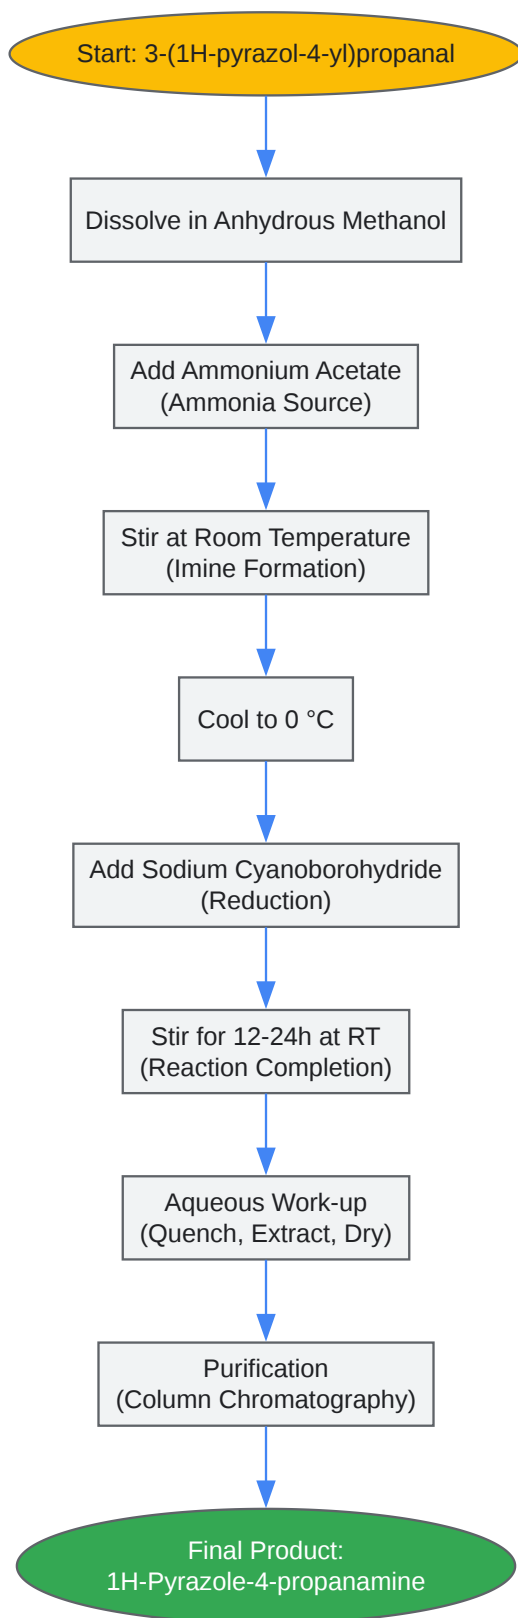 Start: 3-(1H-pyrazol-4-yl)propanal
Dissolve in Anhydrous Methanol
Add Ammonium Acetate
(Ammonia Source)
Stir at Room Temperature
(Imine Formation)
Cool to 0 °C
Add Sodium Cyanoborohydride
(Reduction)
Stir for 12-24h at RT
(Reaction Completion)
Aqueous Work-up
(Quench, Extract, Dry)
Purification
(Column Chromatography)
Final Product:
1H-Pyrazole-4-propanamine